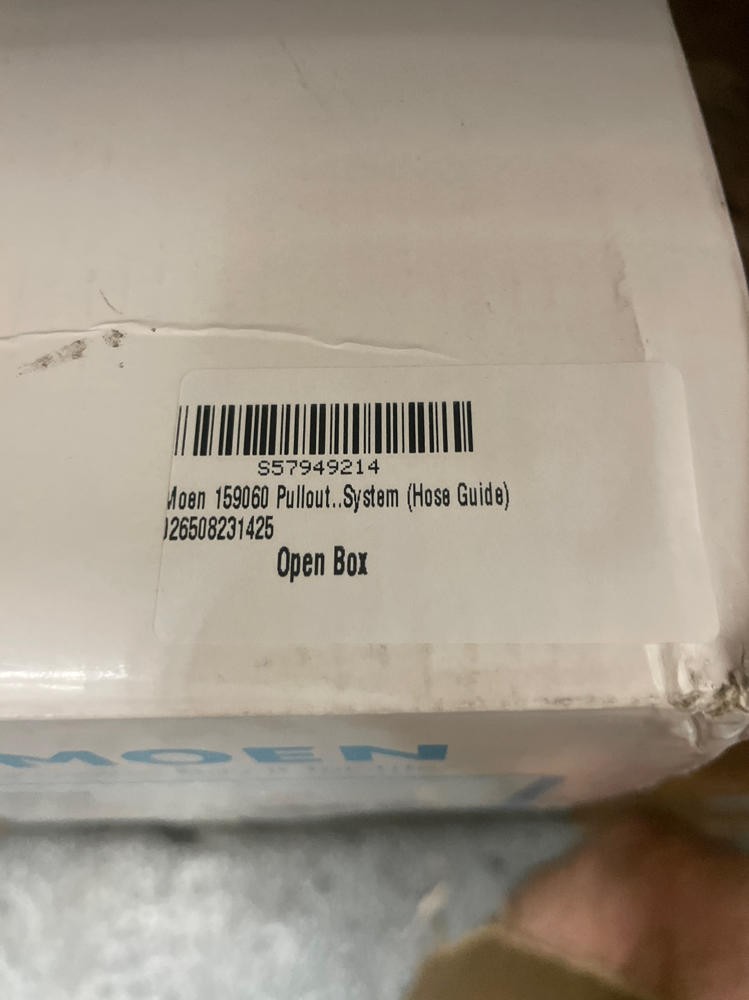 S57949214
Moen 159060 Pullout..System (Hose Guide)
026508231425
Open Box
MOEN